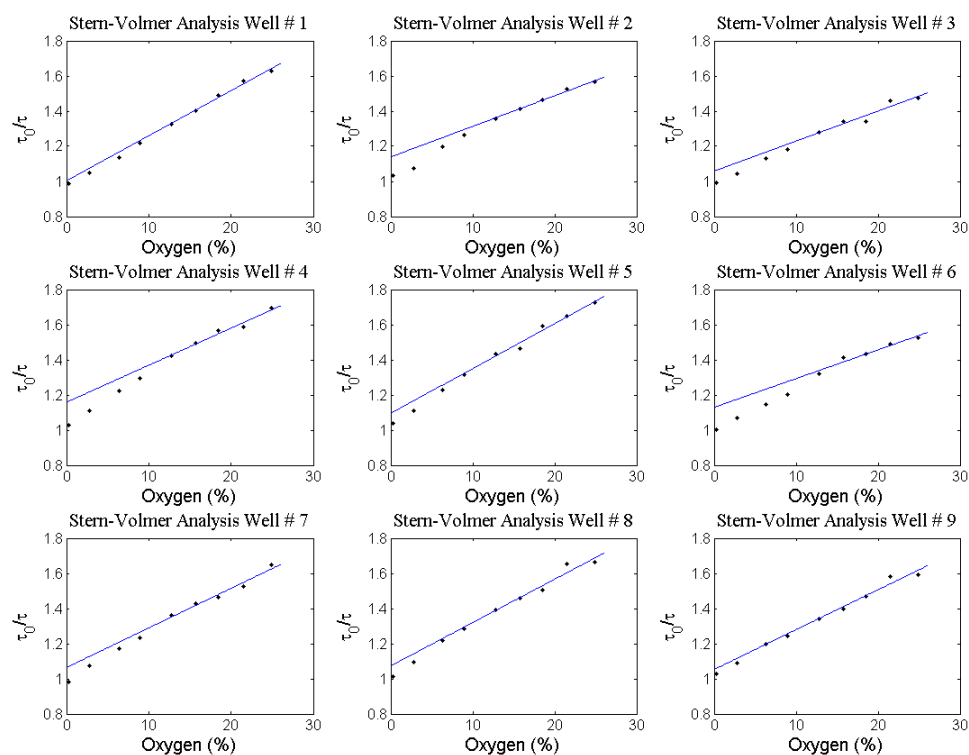 Stern-Volmer Analysis Well # 1
Stern-Volmer Analysis Well # 2
Stern-Volmer Analysis Well # 3
1.8
1.6
1.4
1.2
1
0.8
τ0/τ
0 10 20 30
Oxygen (%)
1.8
1.6
1.4
1.2
1
0.8
τ0/τ
0 10 20 30
Oxygen (%)
1.8
1.6
1.4
1.2
1
0.8
τ0/τ
0 10 20 30
Oxygen (%)
Stern-Volmer Analysis Well # 4
Stern-Volmer Analysis Well # 5
Stern-Volmer Analysis Well # 6
1.8
1.6
1.4
1.2
1
0.8
τ0/τ
0 10 20 30
Oxygen (%)
1.8
1.6
1.4
1.2
1
0.8
τ0/τ
0 10 20 30
Oxygen (%)
1.8
1.6
1.4
1.2
1
0.8
τ0/τ
0 10 20 30
Oxygen (%)
Stern-Volmer Analysis Well # 7
Stern-Volmer Analysis Well # 8
Stern-Volmer Analysis Well # 9
1.8
1.6
1.4
1.2
1
0.8
τ0/τ
0 10 20 30
Oxygen (%)
1.8
1.6
1.4
1.2
1
0.8
τ0/τ
0 10 20 30
Oxygen (%)
1.8
1.6
1.4
1.2
1
0.8
τ0/τ
0 10 20 30
Oxygen (%)